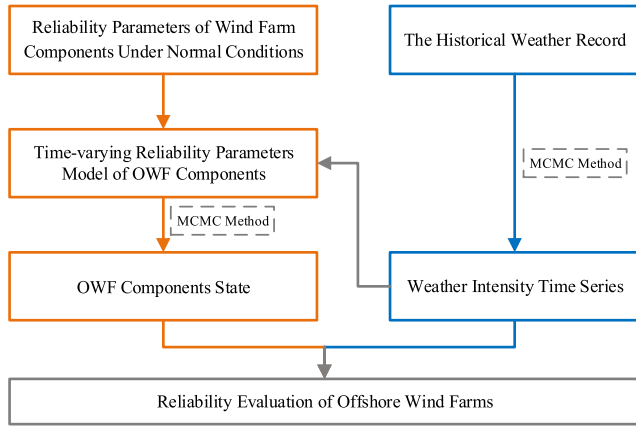 Reliability Parameters of Wind Farm
Components Under Normal Conditions
The Historical Weather Record
Time-varying Reliability Parameters
Model of OWF Components
MCMC Method
MCMC Method
OWF Components State
Weather Intensity Time Series
Reliability Evaluation of Offshore Wind Farms